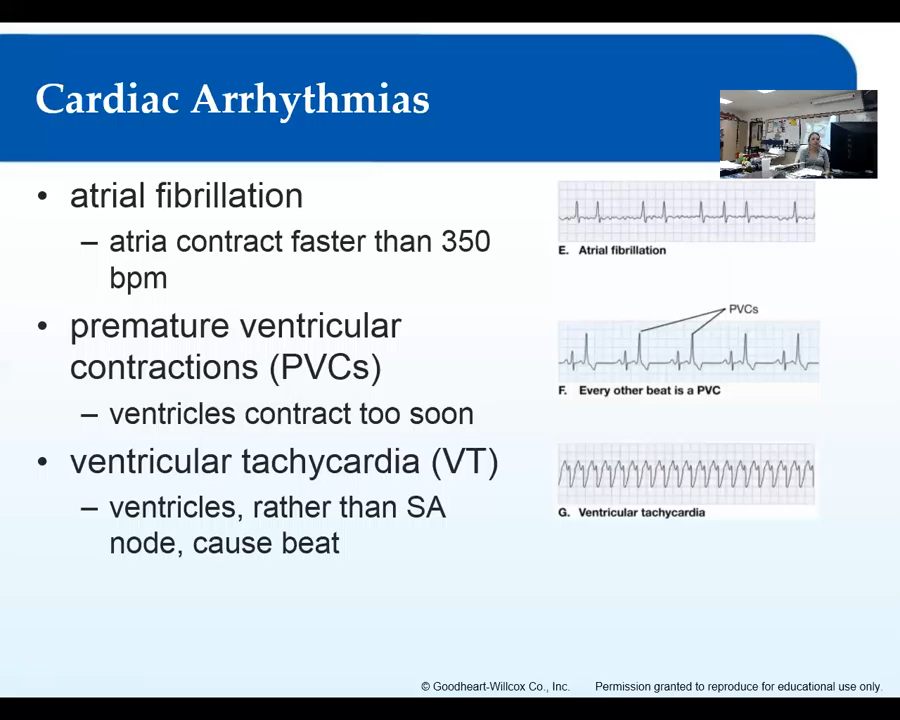 Cardiac Arrhythmias
• atrial fibrillation
– atria contract faster than 350
bpm
• premature ventricular
contractions (PVCs)
– ventricles contract too soon
• ventricular tachycardia (VT)
– ventricles, rather than SA
node, cause beat
E. Atrial fibrillation
PVCs
F. Every other beat is a PVC
G. Ventricular tachycardia
© Goodheart-Willcox Co., Inc. Permission granted to reproduce for educational use only.